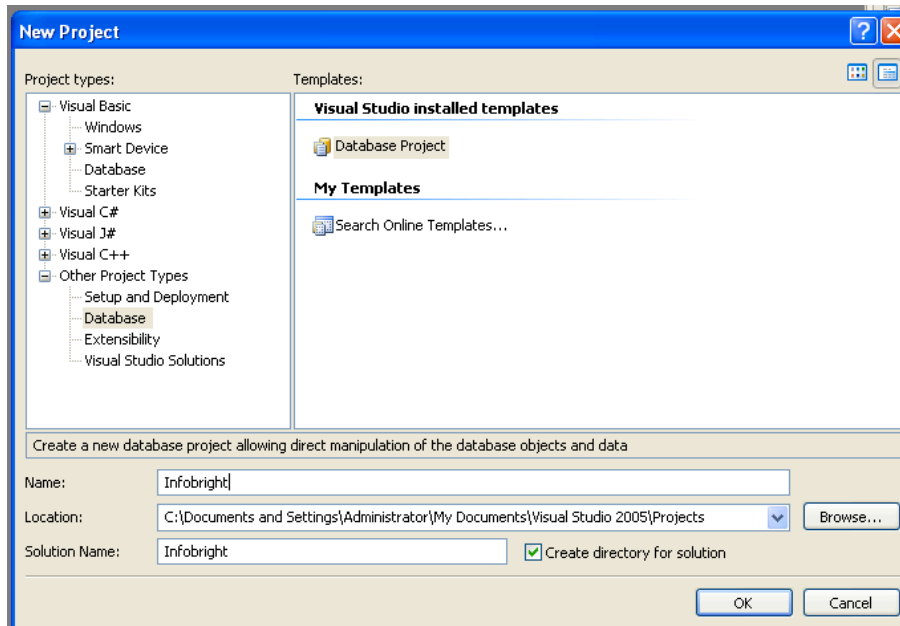 New Project
Project types:
Templates:
Visual Basic
Windows
Smart Device
Database
Starter Kits
Visual C#
Visual J#
Visual C++
Other Project Types
Setup and Deployment
Database
Extensibility
Visual Studio Solutions
Visual Studio installed templates
Database Project
My Templates
Search Online Templates...
Create a new database project allowing direct manipulation of the database objects and data
Name:
Infobright
Location:
C:\Documents and Settings\Administrator\My Documents\Visual Studio 2005\Projects
Browse...
Solution Name:
Infobright
Create directory for solution
OK
Cancel